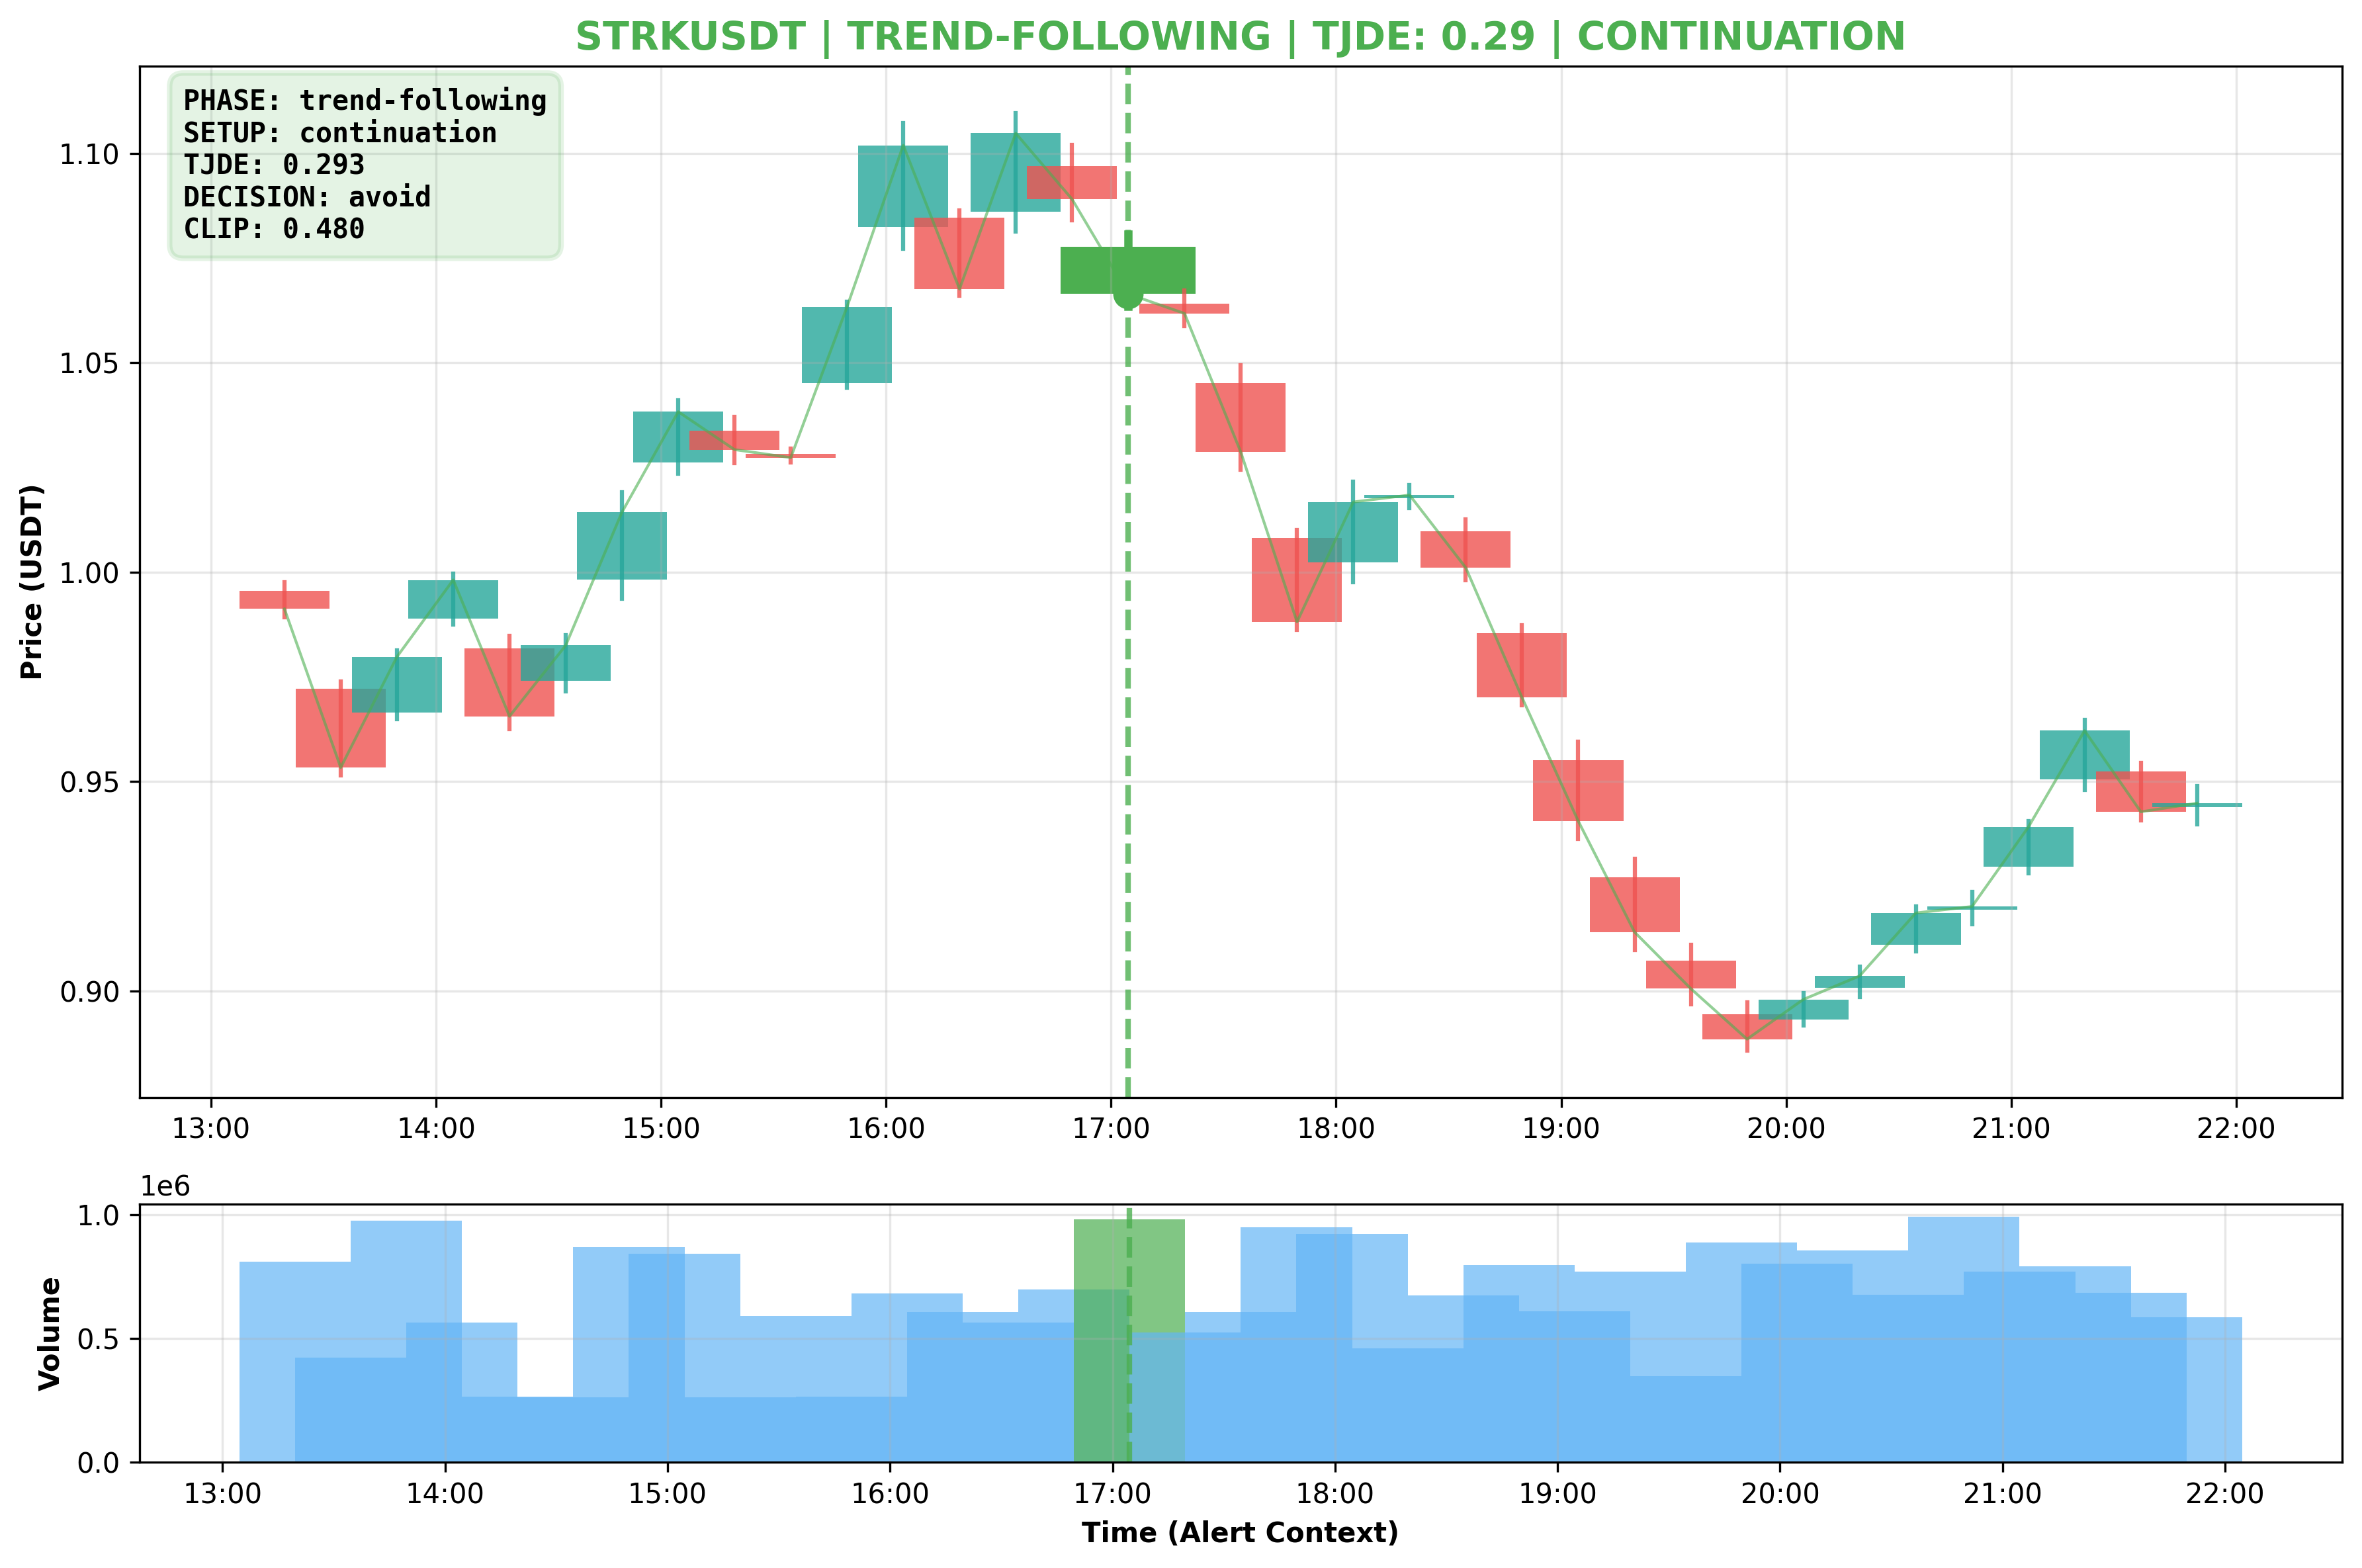 STRKUSDT | TREND-FOLLOWING | TJDE: 0.29 | CONTINUATION
PHASE: trend-following
SETUP: continuation
TJDE: 0.293
DECISION: avoid
CLIP: 0.480
Price (USDT)
1.10
1.05
1.00
0.95
0.90
13:00 14:00 15:00 16:00 17:00 18:00 19:00 20:00 21:00 22:00
1e6
Volume
1.0
0.5
0.0
13:00 14:00 15:00 16:00 17:00 18:00 19:00 20:00 21:00 22:00
Time (Alert Context)